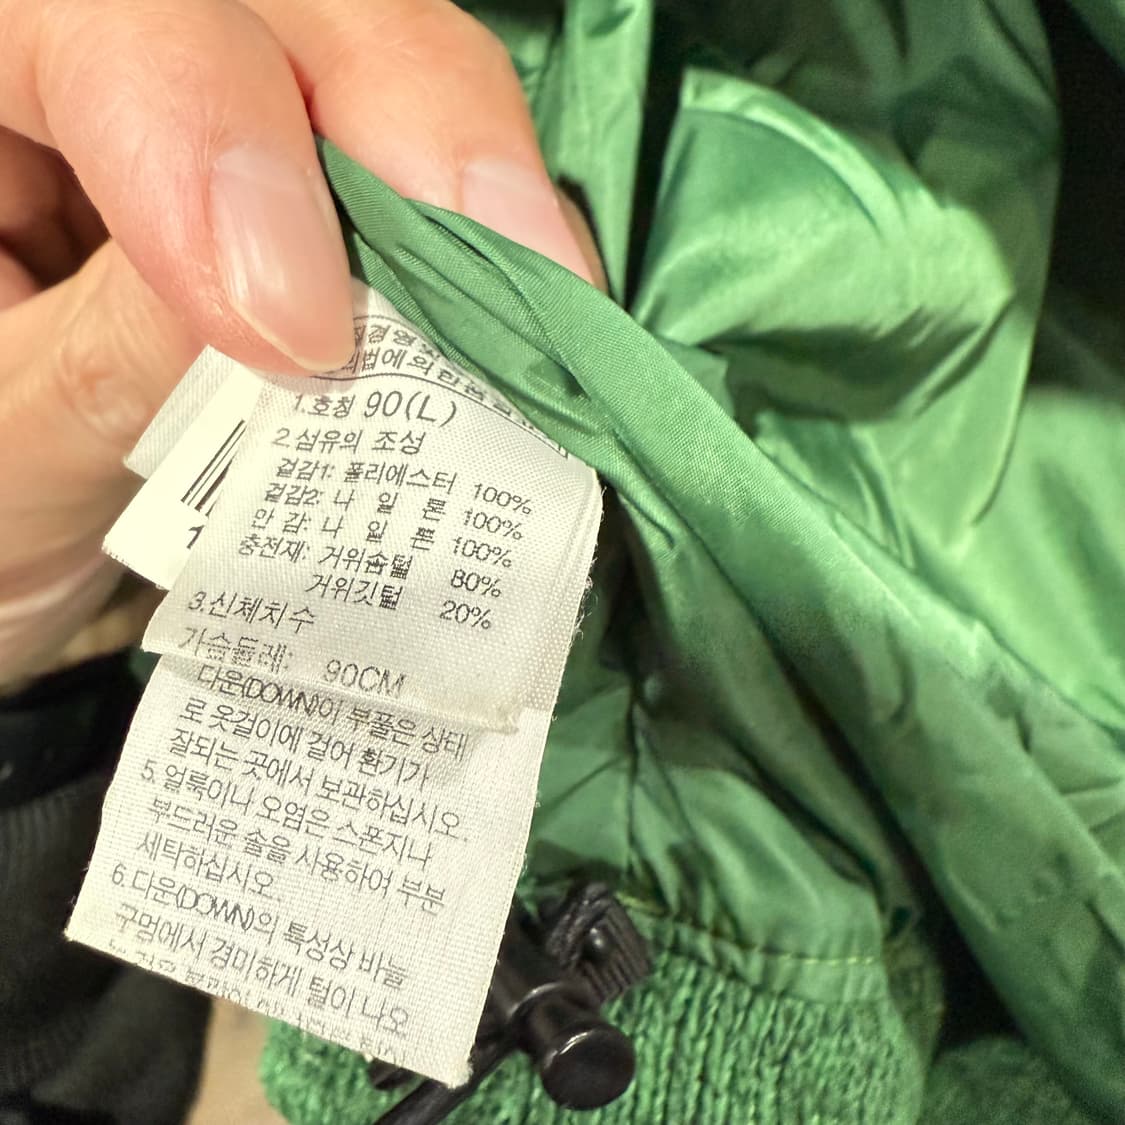 법에의한
1.호칭 90(L)
2.섬유의 조성
겉감1: 폴리에스터 100%
겉감2: 나 일 론 100%
안 감: 나 일 론 100%
충전재: 거위솜털 80%
거위깃털 20%
3.신체치수
가슴둘레: 90CM
다운(DOWN)이 부풀은 상태
로 옷걸이에 걸어 환기가
잘되는 곳에서 보관하십시오.
5.얼룩이니 오염은 스폰지나
부드러운 솔을 사용하여 부분
세탁하십시오.
6.다운(DOWN)의 특성상 바늘
구멍에서 경미하게 털이 나오